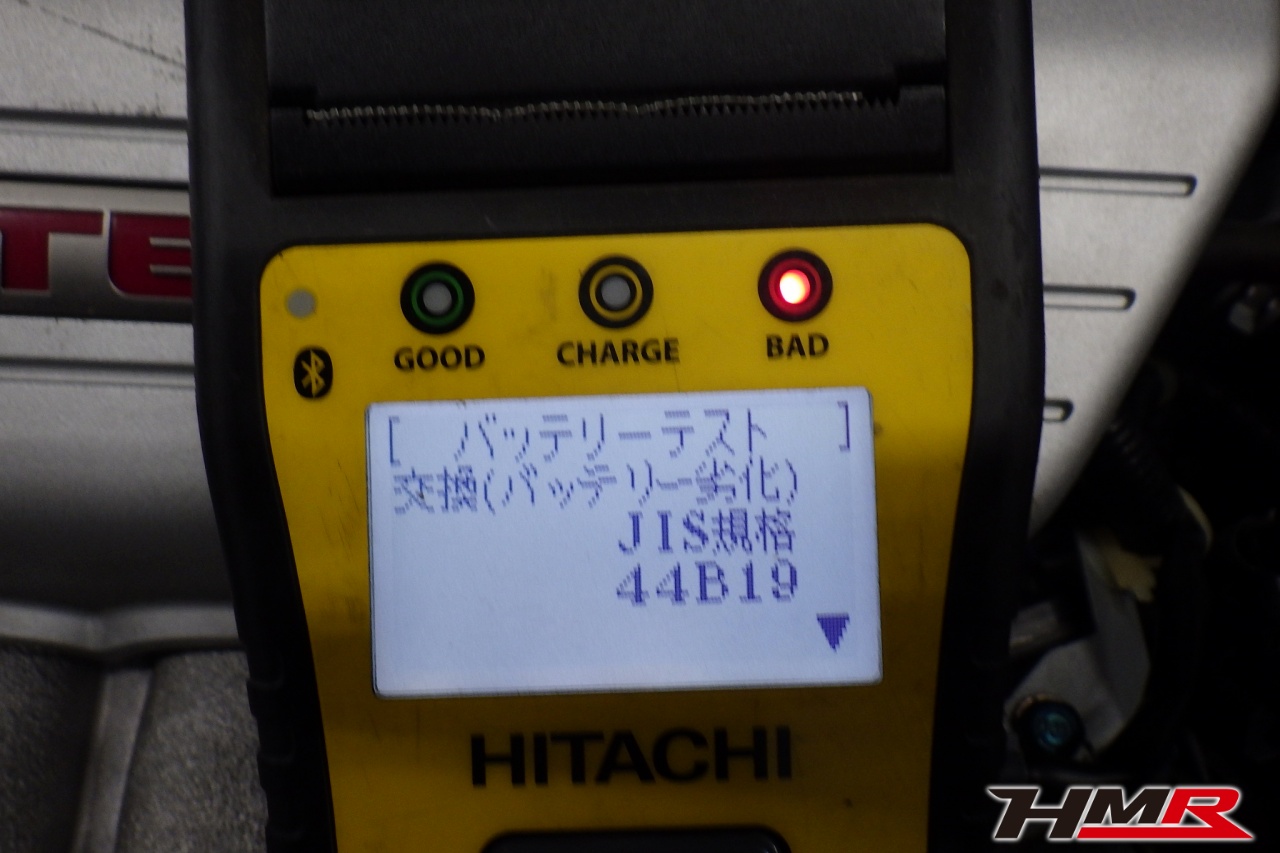 TE
GOOD
CHARGE
BAD
[ バッテリーテスト ]
交換(バッテリー劣化)
JIS規格
44B19
HITACHI
HMR